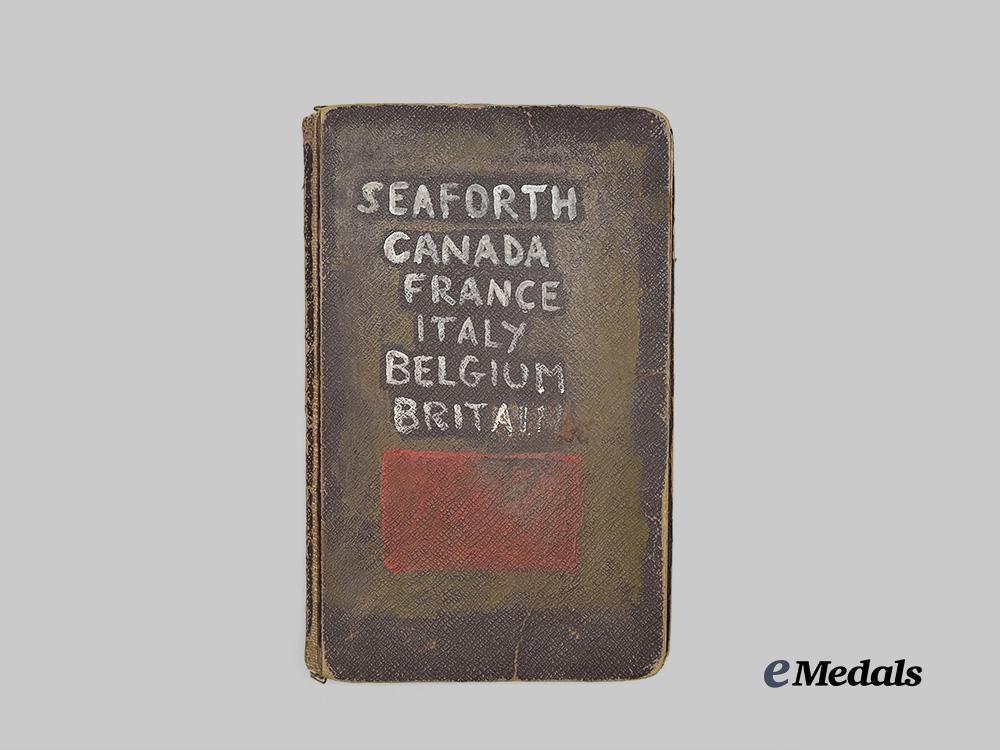 SEAFORTH
CANADA
FRANCE
ITALY
BELGIUM
BRITAIN
eMedals